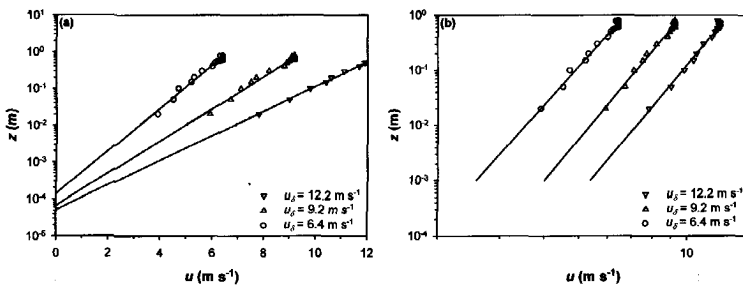 (a)
10¹
10⁰
10⁻¹
10⁻²
10⁻³
10⁻⁴
10⁻⁵
z (m)
0 2 4 6 8 10 12
u (m s⁻¹)
u_δ = 12.2 m s⁻¹
u_δ = 9.2 m s⁻¹
u_δ = 6.4 m s⁻¹
(b)
10⁰
10⁻¹
10⁻²
10⁻³
10⁻⁴
z (m)
10
u (m s⁻¹)
u_δ = 12.2 m s⁻¹
u_δ = 9.2 m s⁻¹
u_δ = 6.4 m s⁻¹